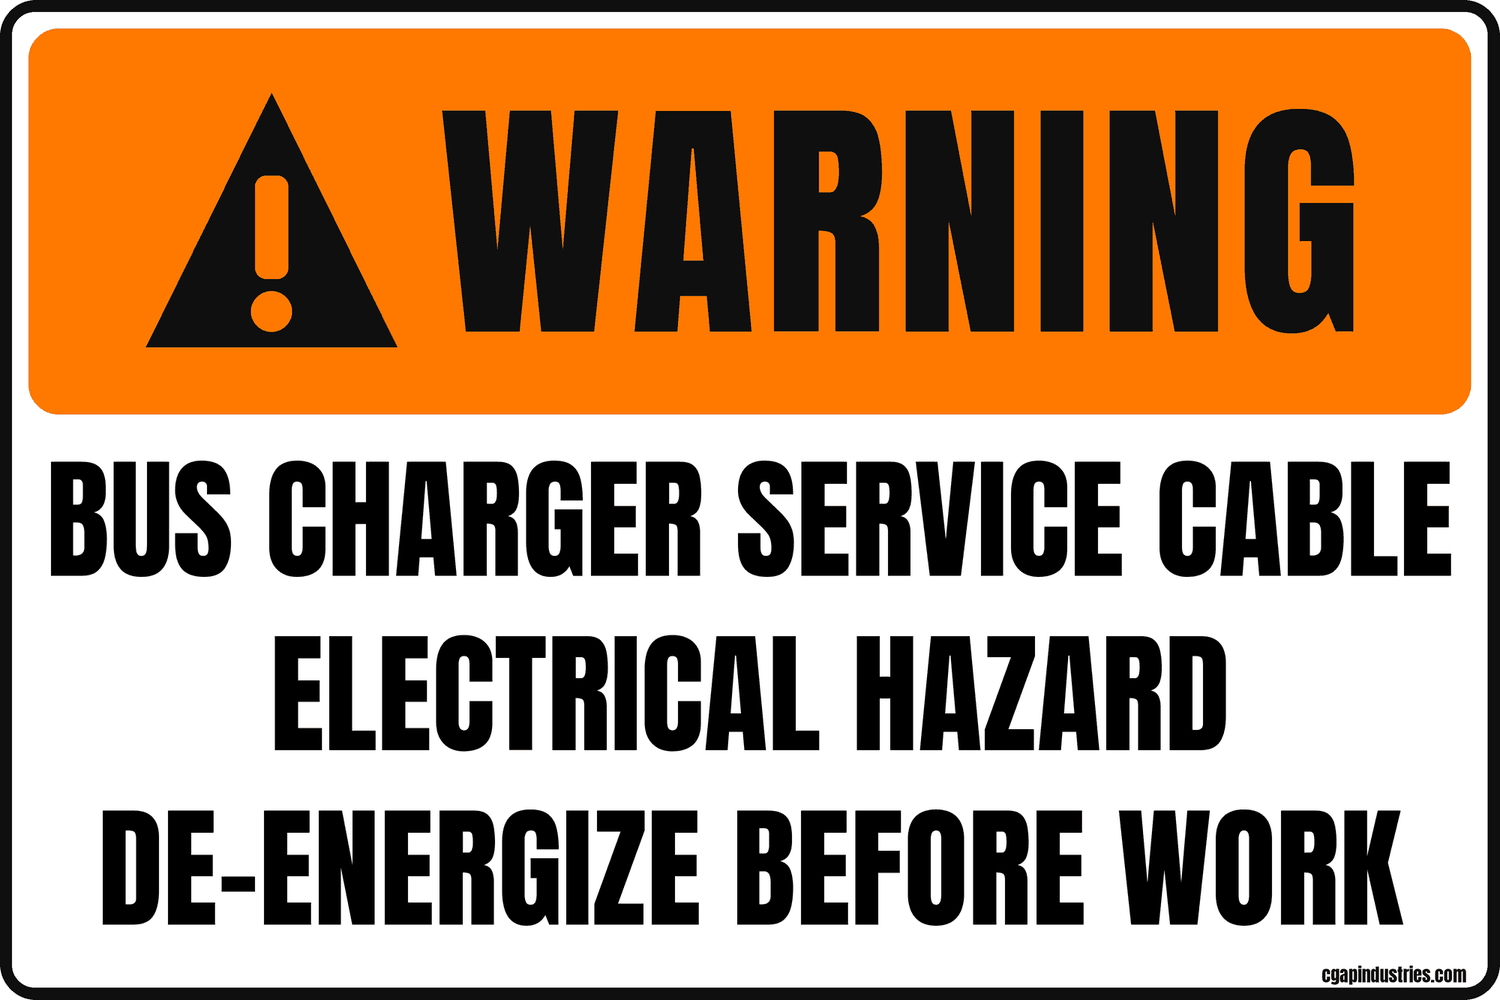 WARNING
BUS CHARGER SERVICE CABLE
ELECTRICAL HAZARD
DE-ENERGIZE BEFORE WORK
cgapindustries.com